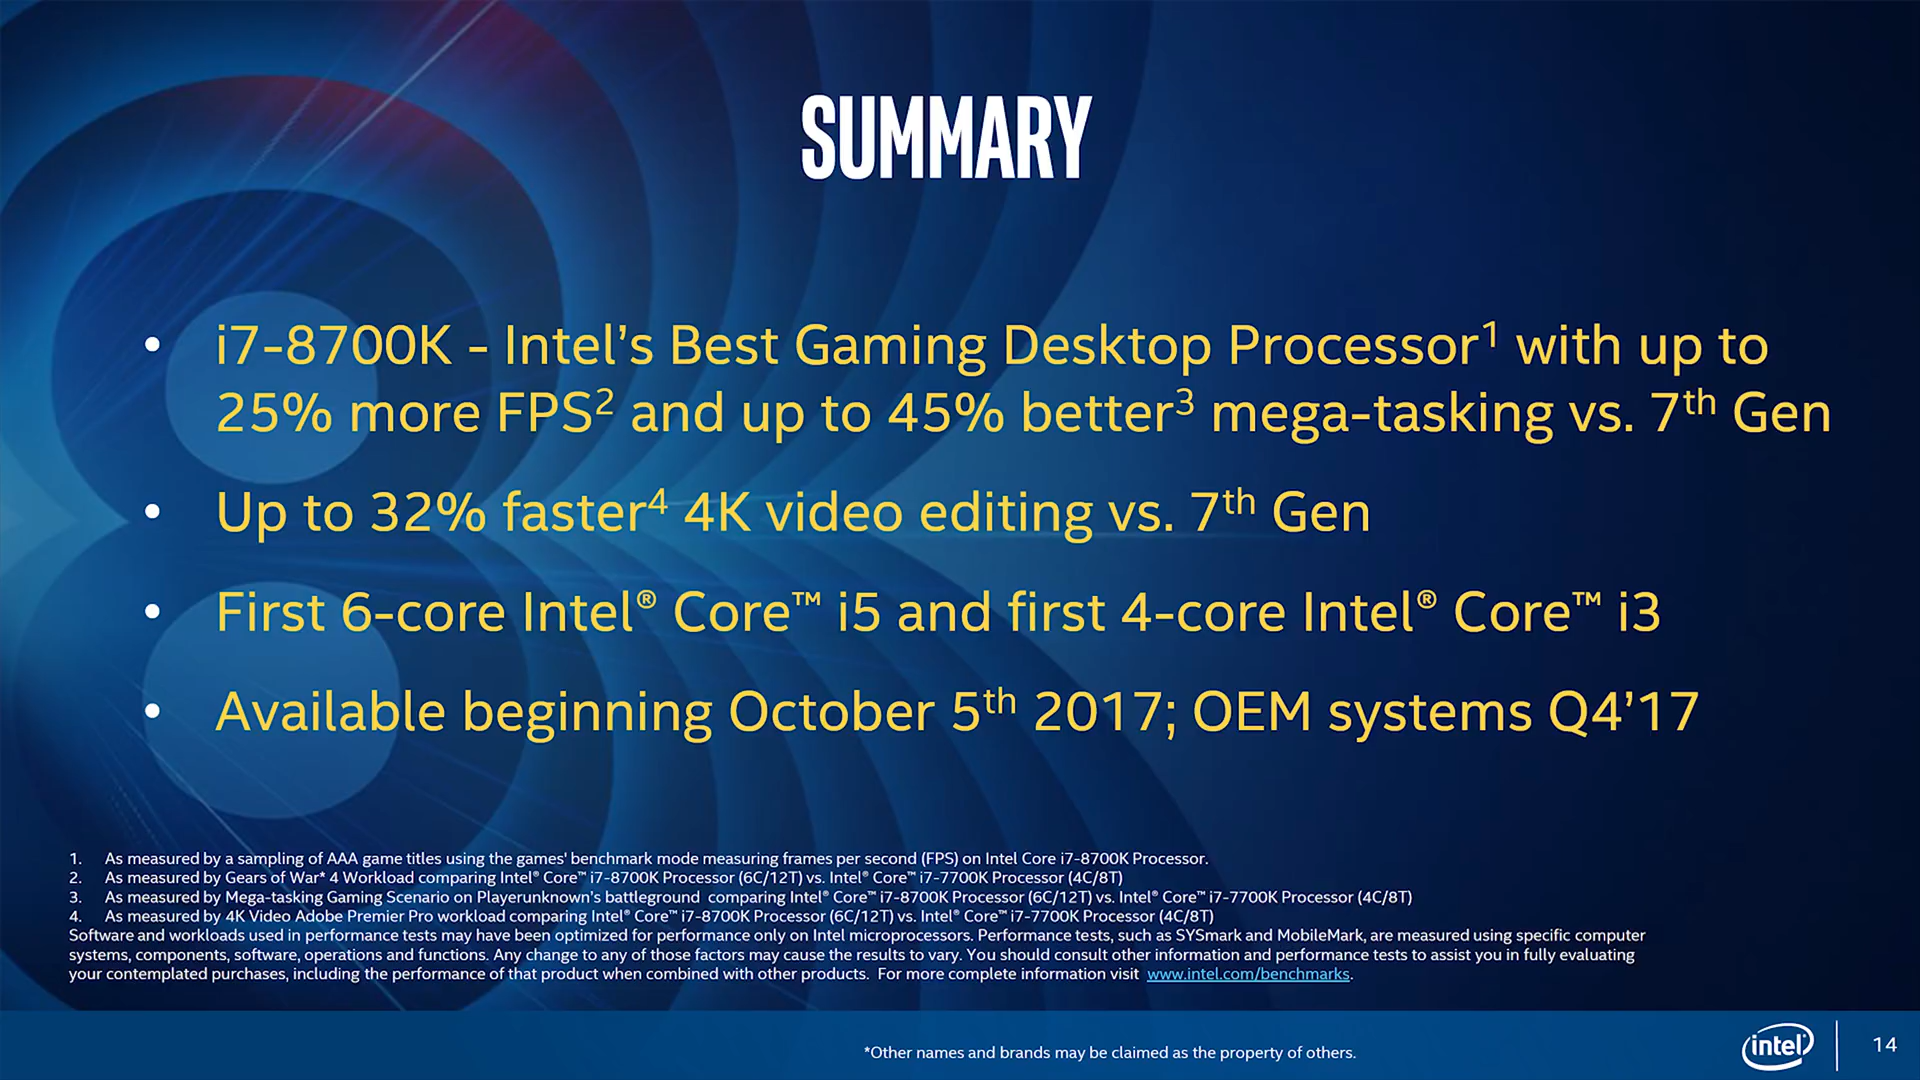 SUMMARY
• i7-8700K - Intel’s Best Gaming Desktop Processor¹ with up to
25% more FPS² and up to 45% better³ mega-tasking vs. 7th Gen
• Up to 32% faster⁴ 4K video editing vs. 7th Gen
• First 6-core Intel® Core™ i5 and first 4-core Intel® Core™ i3
• Available beginning October 5th 2017; OEM systems Q4’17
1. As measured by a sampling of AAA game titles using the games' benchmark mode measuring frames per second (FPS) on Intel Core i7-8700K Processor.
2. As measured by Gears of War* 4 Workload comparing Intel® Core™ i7-8700K Processor (6C/12T) vs. Intel® Core™ i7-7700K Processor (4C/8T)
3. As measured by Mega-tasking Gaming Scenario on Playerunknown's battleground comparing Intel® Core™ i7-8700K Processor (6C/12T) vs. Intel® Core™ i7-7700K Processor (4C/8T)
4. As measured by 4K Video Adobe Premier Pro workload comparing Intel® Core™ i7-8700K Processor (6C/12T) vs. Intel® Core™ i7-7700K Processor (4C/8T)
Software and workloads used in performance tests may have been optimized for performance only on Intel microprocessors. Performance tests, such as SYSmark and MobileMark, are measured using specific computer
systems, components, software, operations and functions. Any change to any of those factors may cause the results to vary. You should consult other information and performance tests to assist you in fully evaluating
your contemplated purchases, including the performance of that product when combined with other products. For more complete information visit www.intel.com/benchmarks.
*Other names and brands may be claimed as the property of others.
intel
14